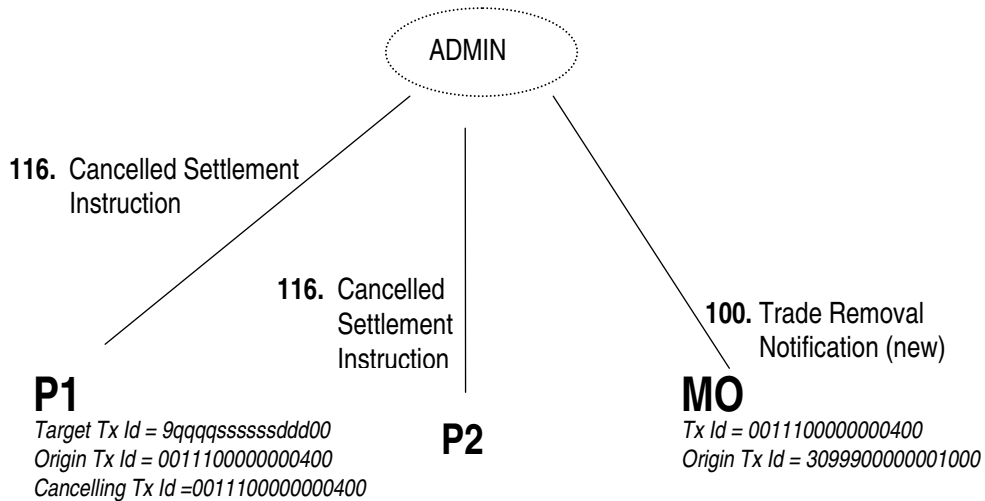 ADMIN
116. Cancelled Settlement
Instruction
116. Cancelled
Settlement
Instruction
100. Trade Removal
Notification (new)
P1
Target Tx Id = 9qqqqssssssddd00
Origin Tx Id = 0011100000000400
Cancelling Tx Id =0011100000000400
P2
MO
Tx Id = 0011100000000400
Origin Tx Id = 3099900000001000